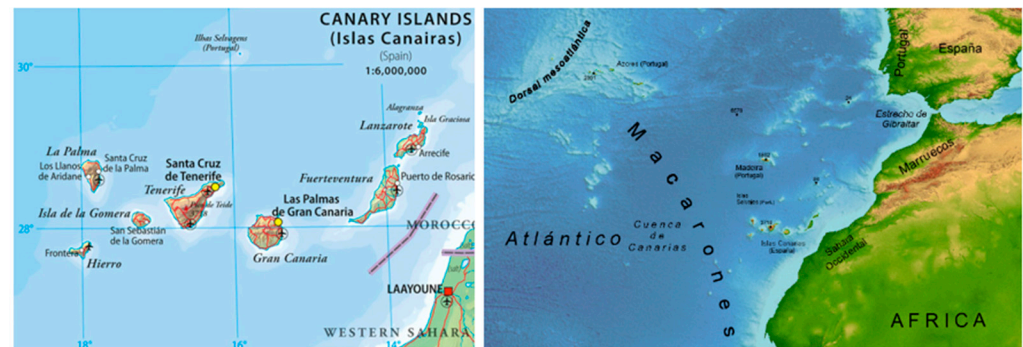 CANARY ISLANDS
(Islas Canairas)
(Spain)
1:6,000,000
Ilhas Selvagens
(Portugal)
30°
Alagranza
Isla Graciosa
Lanzarote
Arrecife
La Palma
Los Llanos
de Aridane
Santa Cruz
de la Palma
Santa Cruz
de Tenerife
Tenerife
Teide
3718
Fuerteventura
Puerto de Rosario
Las Palmas
de Gran Canaria
Isla de la Gomera
San Sebastián
de la Gomera
28°
MOROCCO
Frontera
Hierro
Gran Canaria
LAAYOUNE
WESTERN SAHARA
18°
16°
14°
Dorsal mesoatlántica
Azores (Portugal)
Portugal
España
Estrecho de
Gibraltar
Macarones
Madeira
(Portugal)
Marruecos
Atlántico
Cuenca
de
Canarias
Islas Canarias
(España)
Sahara
Occidental
AFRICA